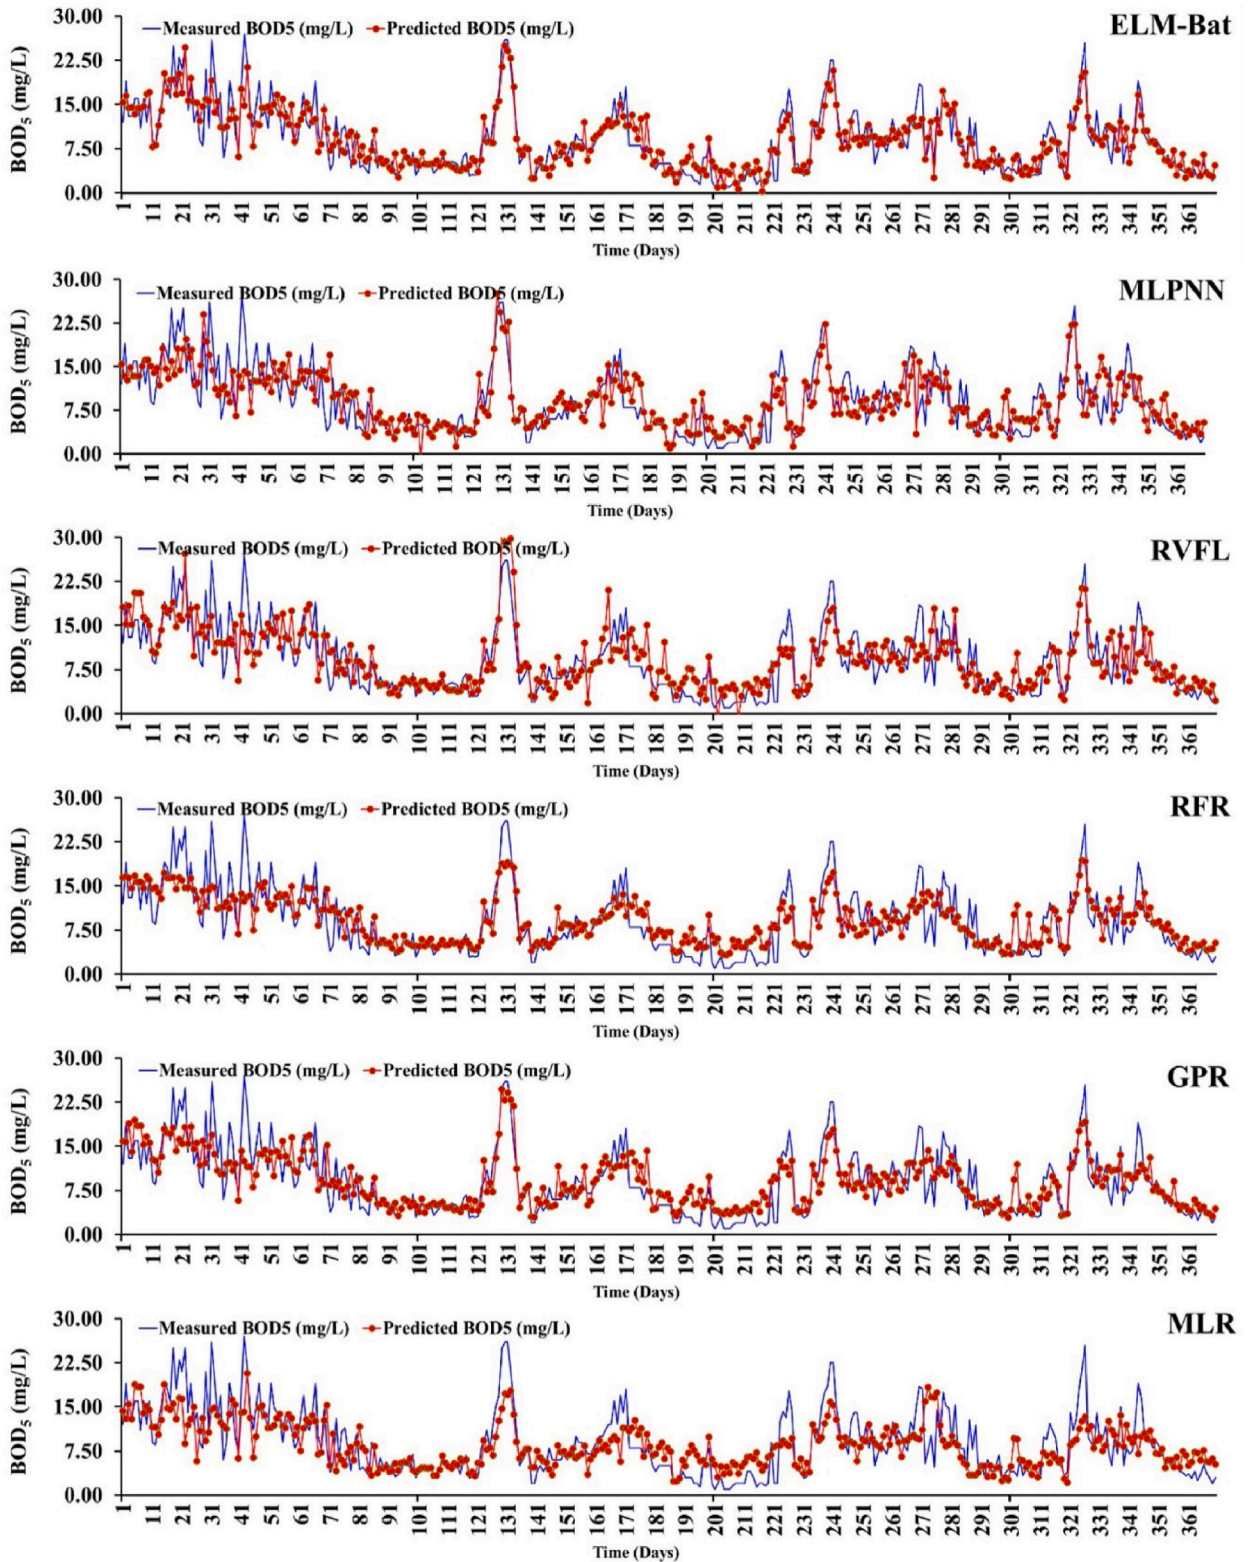 ELM-Bat
Measured BOD5 (mg/L) Predicted BOD5 (mg/L)
BOD₅ (mg/L)
30.00
22.50
15.00
7.50
0.00
1 11 21 31 41 51 61 71 81 91 101 111 121 131 141 151 161 171 181 191 201 211 221 231 241 251 261 271 281 291 301 311 321 331 341 351 361
Time (Days)
MLPNN
Measured BOD5 (mg/L) Predicted BOD5 (mg/L)
BOD₅ (mg/L)
30.00
22.50
15.00
7.50
0.00
1 11 21 31 41 51 61 71 81 91 101 111 121 131 141 151 161 171 181 191 201 211 221 231 241 251 261 271 281 291 301 311 321 331 341 351 361
Time (Days)
RVFL
Measured BOD5 (mg/L) Predicted BOD5 (mg/L)
BOD₅ (mg/L)
30.00
22.50
15.00
7.50
0.00
1 11 21 31 41 51 61 71 81 91 101 111 121 131 141 151 161 171 181 191 201 211 221 231 241 251 261 271 281 291 301 311 321 331 341 351 361
Time (Days)
RFR
Measured BOD5 (mg/L) Predicted BOD5 (mg/L)
BOD₅ (mg/L)
30.00
22.50
15.00
7.50
0.00
1 11 21 31 41 51 61 71 81 91 101 111 121 131 141 151 161 171 181 191 201 211 221 231 241 251 261 271 281 291 301 311 321 331 341 351 361
Time (Days)
GPR
Measured BOD5 (mg/L) Predicted BOD5 (mg/L)
BOD₅ (mg/L)
30.00
22.50
15.00
7.50
0.00
1 11 21 31 41 51 61 71 81 91 101 111 121 131 141 151 161 171 181 191 201 211 221 231 241 251 261 271 281 291 301 311 321 331 341 351 361
Time (Days)
MLR
Measured BOD5 (mg/L) Predicted BOD5 (mg/L)
BOD₅ (mg/L)
30.00
22.50
15.00
7.50
0.00
1 11 21 31 41 51 61 71 81 91 101 111 121 131 141 151 161 171 181 191 201 211 221 231 241 251 261 271 281 291 301 311 321 331 341 351 361
Time (Days)